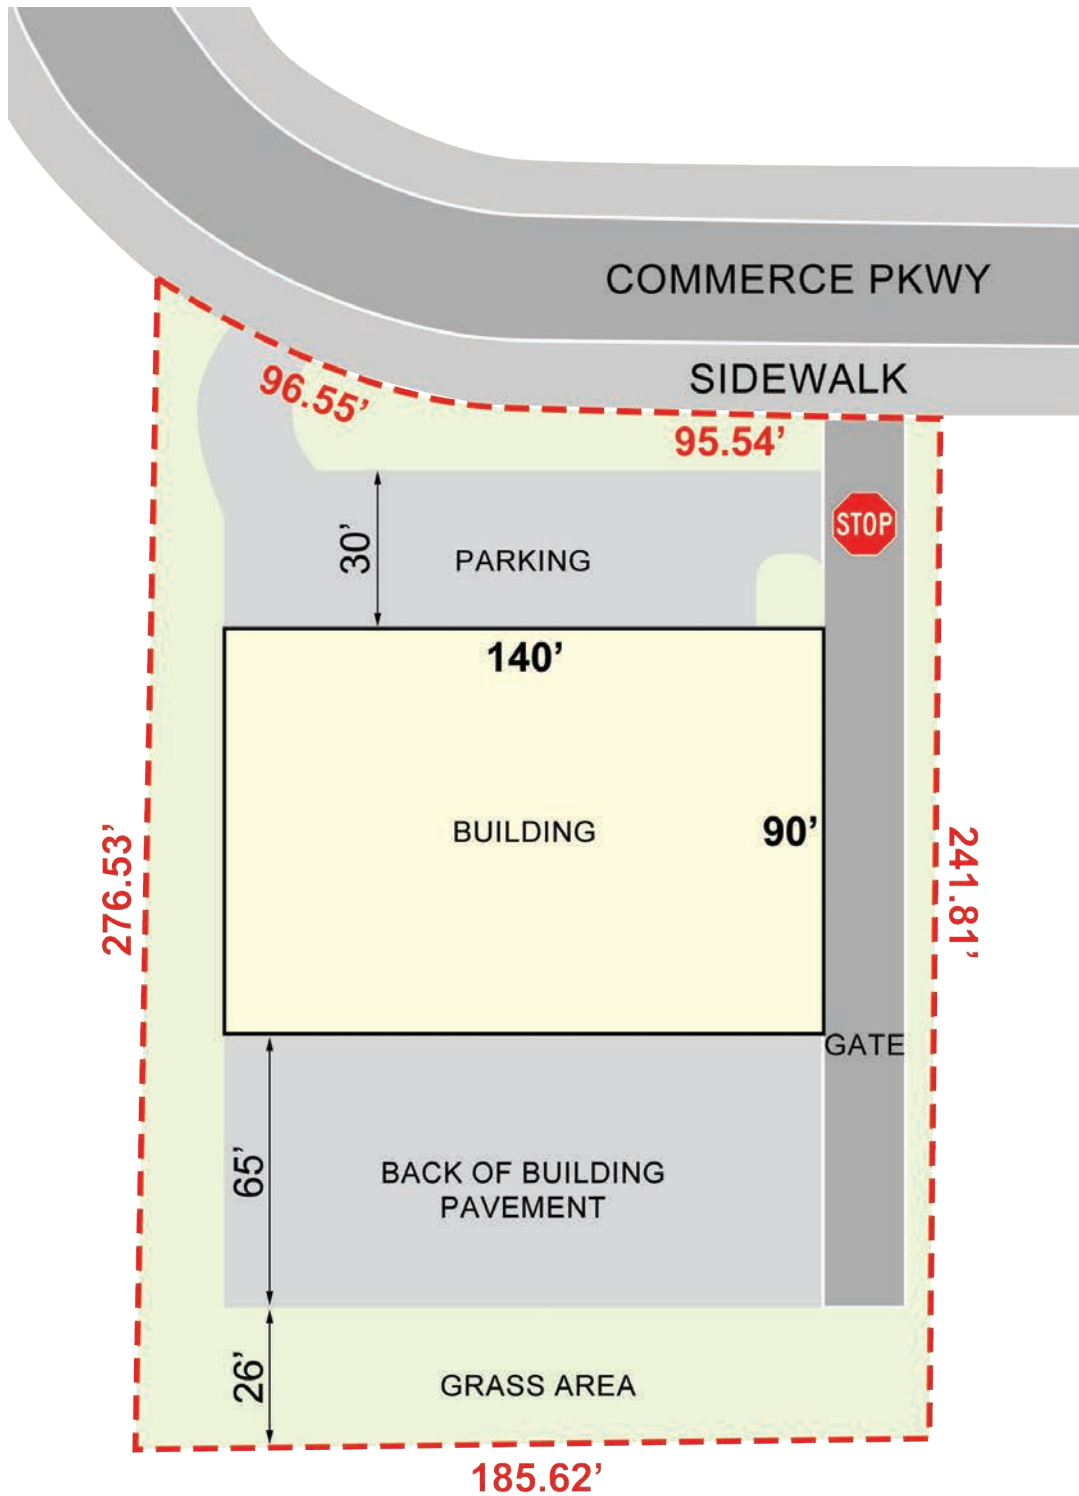 COMMERCE PKWY
SIDEWALK
96.55’
95.54’
STOP
30’
PARKING
140’
BUILDING
90’
276.53’
241.81’
GATE
65’
BACK OF BUILDING
PAVEMENT
26’
GRASS AREA
185.62’